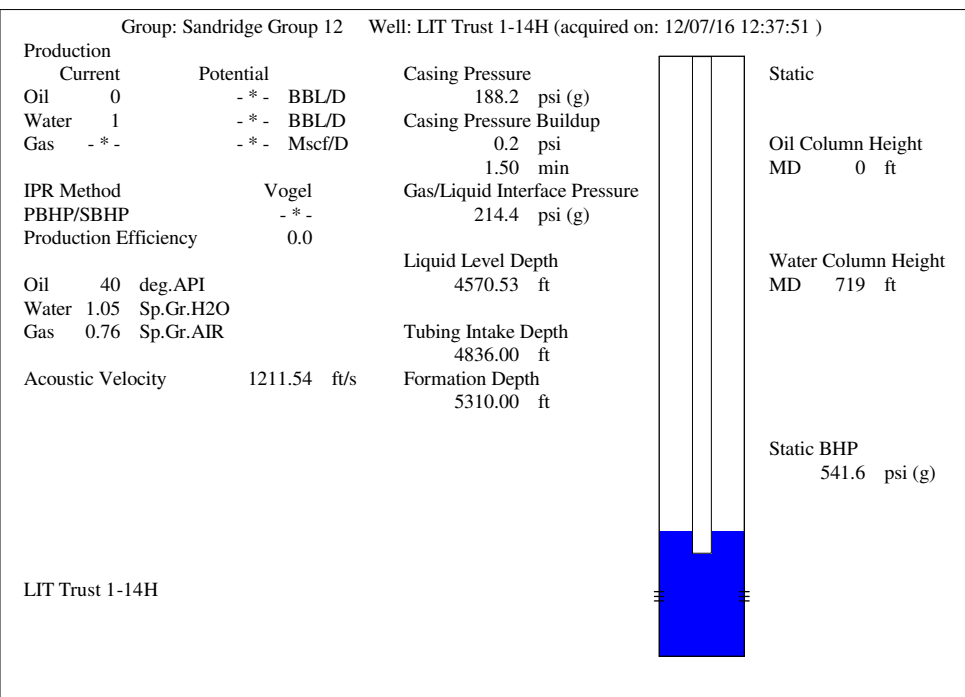 Group: Sandridge Group 12 Well: LIT Trust 1-14H (acquired on: 12/07/16 12:37:51 )
Production
Current Potential
Oil 0 - * - BBL/D
Water 1 - * - BBL/D
Gas - * - - * - Mscf/D
IPR Method Vogel
PBHP/SBHP - * -
Production Efficiency 0.0
Oil 40 deg.API
Water 1.05 Sp.Gr.H2O
Gas 0.76 Sp.Gr.AIR
Acoustic Velocity 1211.54 ft/s
Casing Pressure
188.2 psi (g)
Casing Pressure Buildup
0.2 psi
1.50 min
Gas/Liquid Interface Pressure
214.4 psi (g)
Liquid Level Depth
4570.53 ft
Tubing Intake Depth
4836.00 ft
Formation Depth
5310.00 ft
Static
Oil Column Height
MD 0 ft
Water Column Height
MD 719 ft
Static BHP
541.6 psi (g)
LIT Trust 1-14H